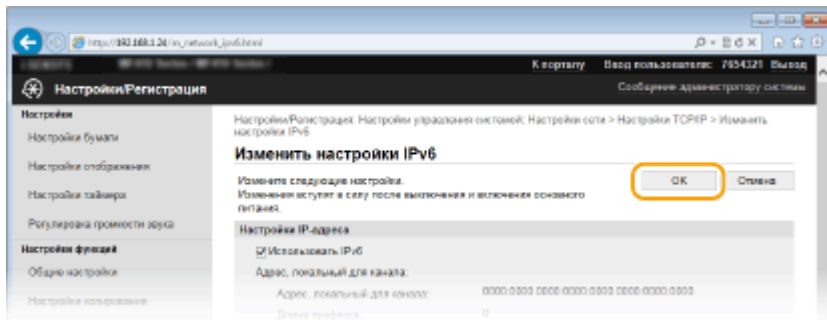 http://192.168.1.24/m_network_ipv6.html
К порталу Ввод пользователя: 7654321 Выход
Настройки/Регистрация
Сообщение администратору системы
Настройки
Настройки/Регистрация: Настройки управления системой: Настройки сети > Настройки TCP/IP > Изменить
настройки IPv6
Настройки бумаги
Изменить настройки IPv6
Настройки отображения
Измените следующие настройки.
OK Отмена
Изменения вступят в силу после выключения и включения основного
питания.
Настройки таймера
Регулировка громкости звука
Настройки IP-адреса
Настройки функций
Использовать IPv6
Общие настройки
Адрес, локальный для канала:
Адрес, локальный для канала: 0000:0000:0000:0000:0000:0000:0000:0000
Настройки копирования
Длина префикса: 0